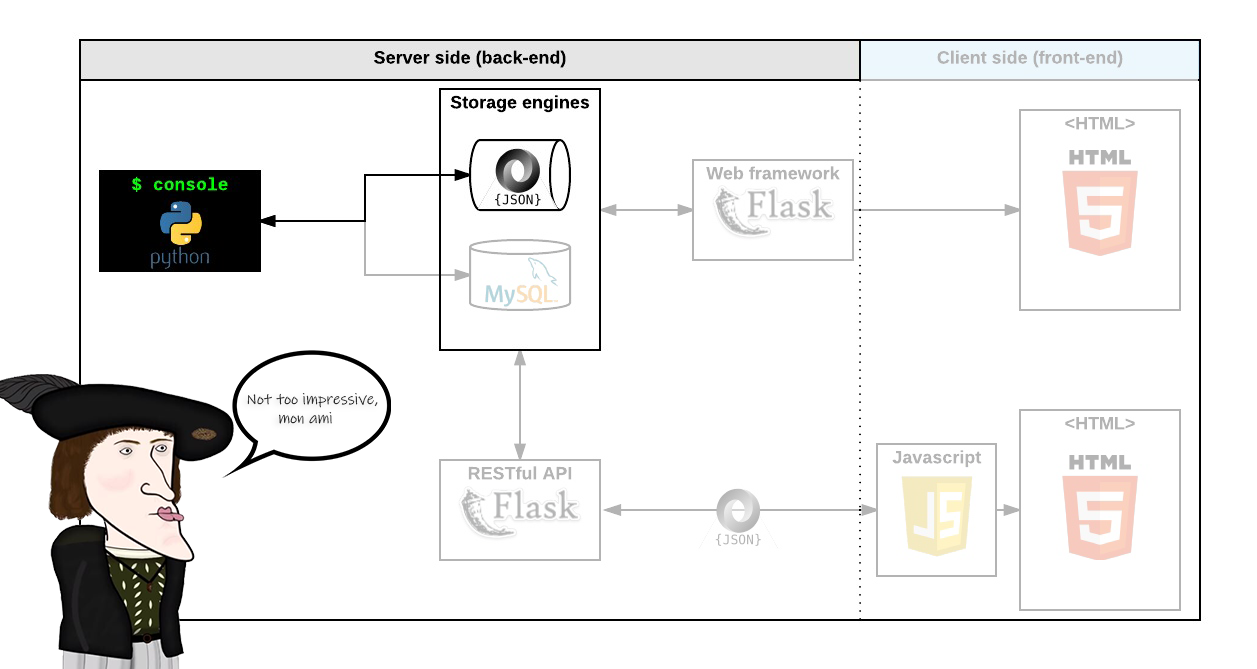 Server side (back-end)
Client side (front-end)
Storage engines
{JSON}
MySQL
$ console
python
Web framework
Flask
<HTML>
HTML
5
Not too impressive,
mon ami
RESTful API
Flask
{JSON}
Javascript
JS
<HTML>
HTML
5